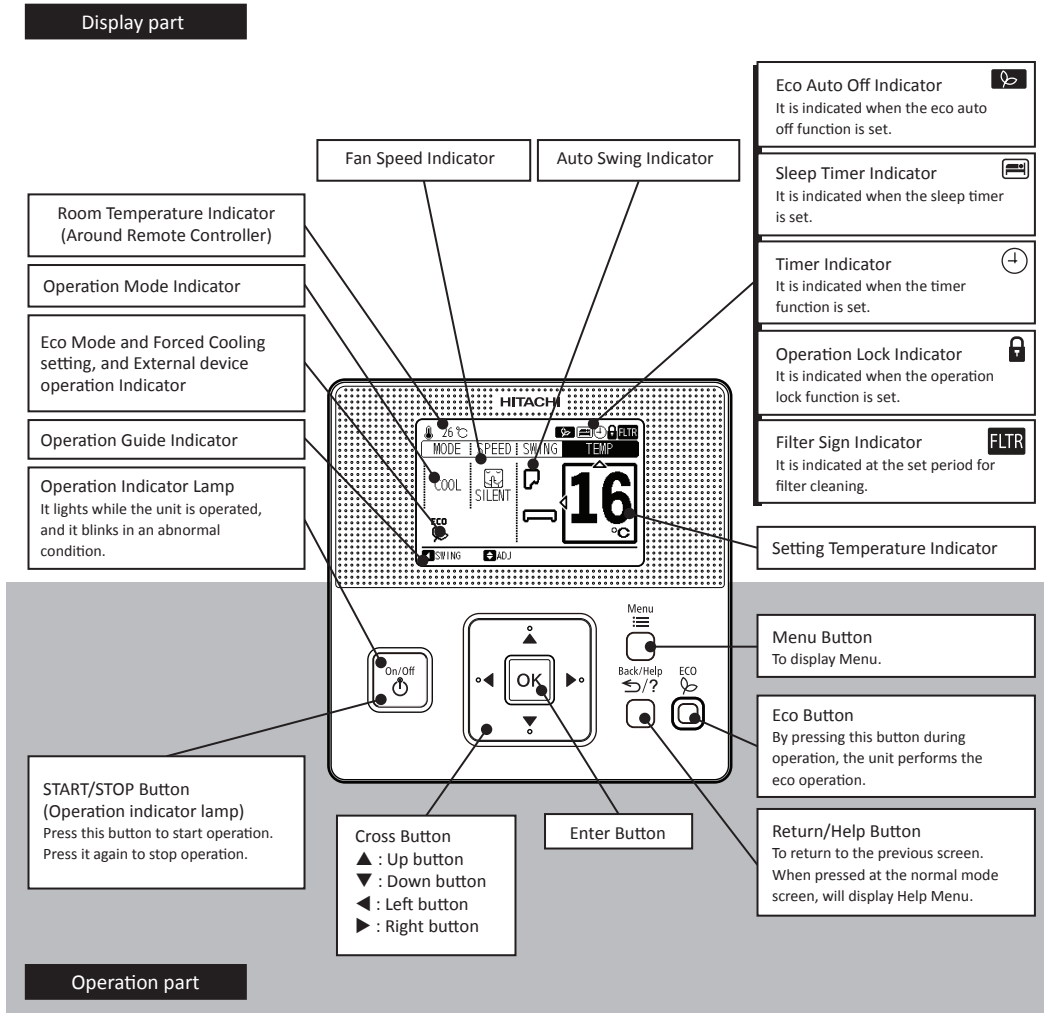 Display part
Eco Auto Off Indicator
It is indicated when the eco auto
off function is set.
Fan Speed Indicator
Auto Swing Indicator
Sleep Timer Indicator
It is indicated when the sleep timer
is set.
Room Temperature Indicator
(Around Remote Controller)
Timer Indicator
It is indicated when the timer
function is set.
Operation Mode Indicator
Eco Mode and Forced Cooling
setting, and External device
operation Indicator
Operation Lock Indicator
It is indicated when the operation
lock function is set.
Operation Guide Indicator
Filter Sign Indicator
FLTR
It is indicated at the set period for
filter cleaning.
Operation Indicator Lamp
It lights while the unit is operated,
and it blinks in an abnormal
condition.
Setting Temperature Indicator
HITACHI
26 °C
FLTR
MODE SPEED SWING TEMP
COOL
SILENT
16
°C
ECO
SWING
ADJ
Menu
On/Off
OK
Back/Help
/?
ECO
Menu Button
To display Menu.
Eco Button
By pressing this button during
operation, the unit performs the
eco operation.
START/STOP Button
(Operation indicator lamp)
Press this button to start operation.
Press it again to stop operation.
Cross Button
▲ : Up button
▼ : Down button
◀ : Left button
▶ : Right button
Enter Button
Return/Help Button
To return to the previous screen.
When pressed at the normal mode
screen, will display Help Menu.
Operation part